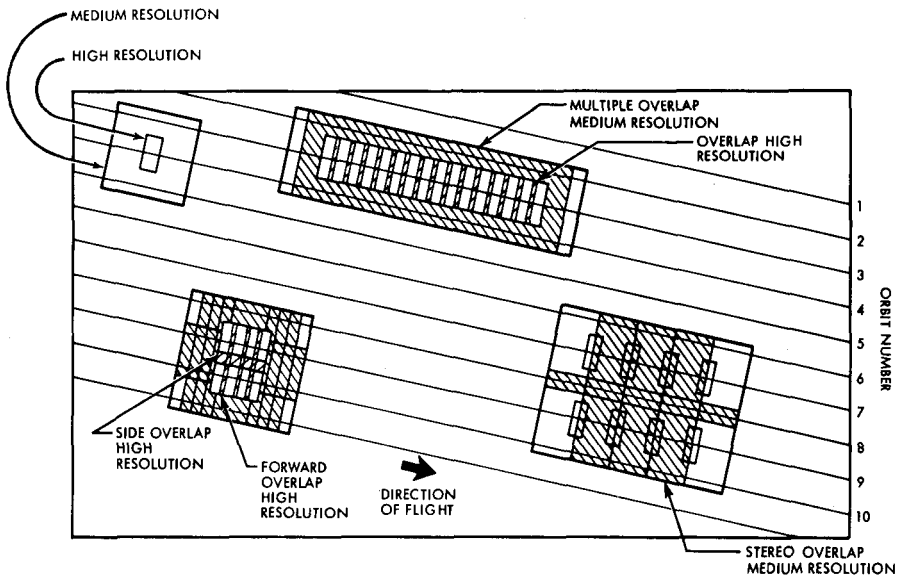 MEDIUM RESOLUTION
HIGH RESOLUTION
MULTIPLE OVERLAP
MEDIUM RESOLUTION
OVERLAP HIGH
RESOLUTION
1
2
3
4
5
6
7
8
9
10
ORBIT NUMBER
SIDE OVERLAP
HIGH
RESOLUTION
FORWARD
OVERLAP
HIGH
RESOLUTION
DIRECTION
OF FLIGHT
STEREO OVERLAP
MEDIUM RESOLUTION